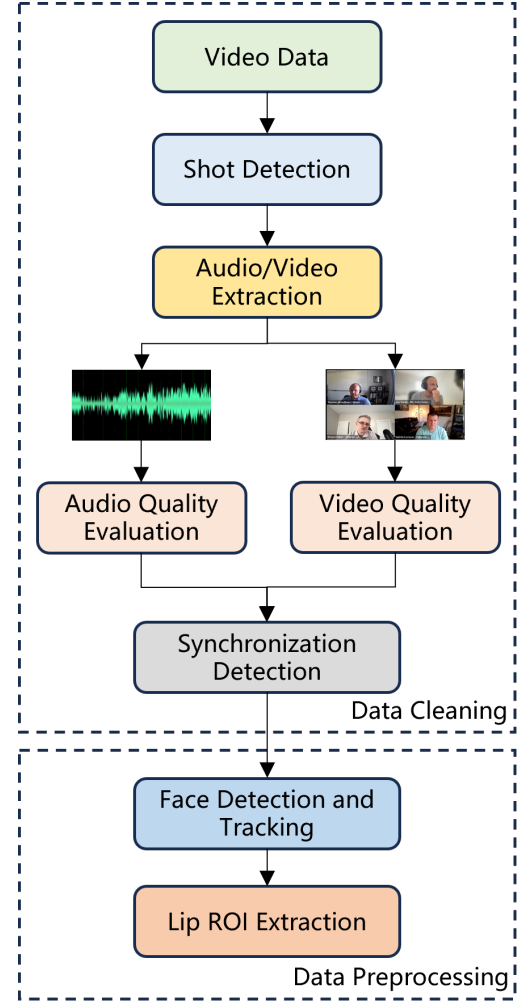 Video Data
Shot Detection
Audio/Video
Extraction
Audio Quality
Evaluation
Video Quality
Evaluation
Synchronization
Detection
Data Cleaning
Face Detection and
Tracking
Lip ROI Extraction
Data Preprocessing